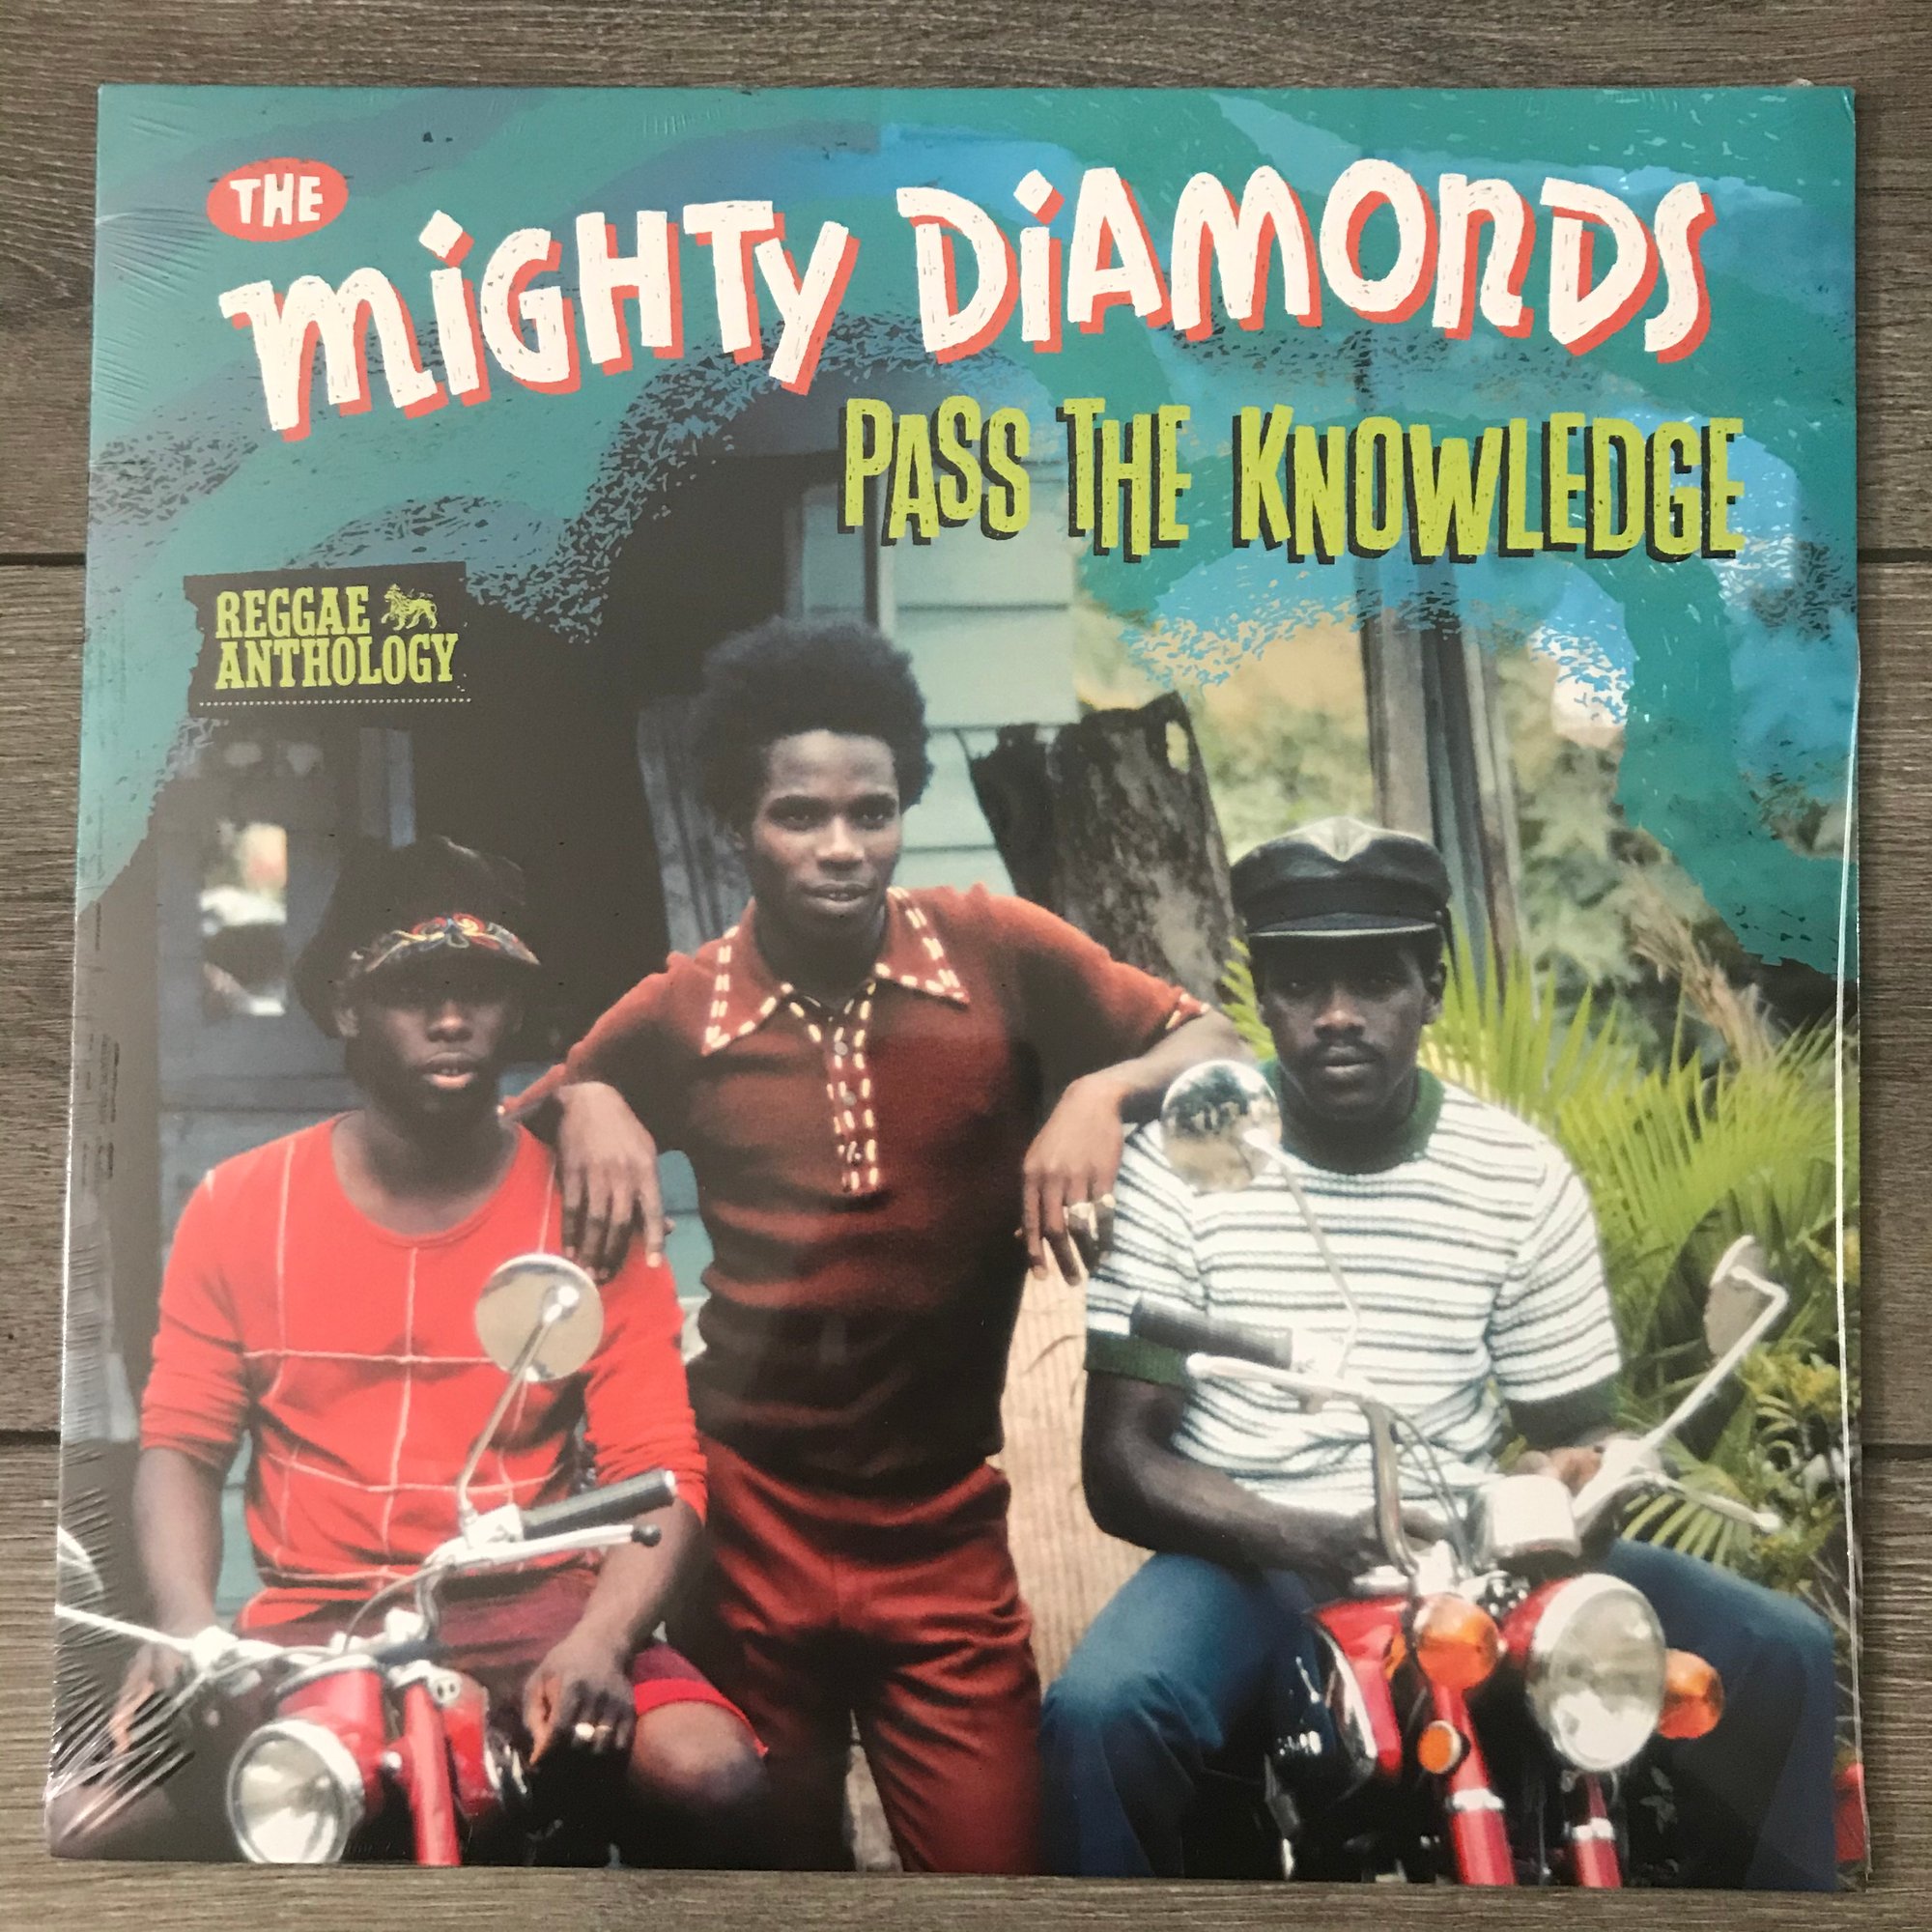 THE
MiGHTy DiAMOnDS
PASS THE KNOWLEDGE
REGGAE
ANTHOLOGY